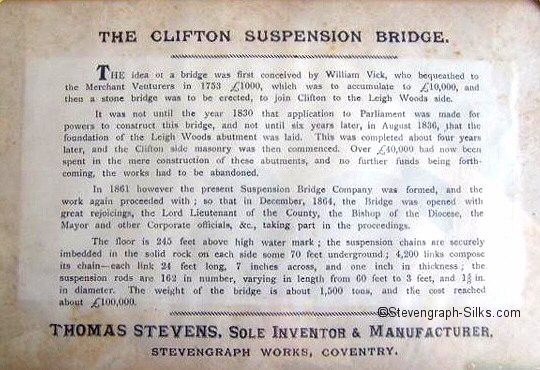 THE CLIFTON SUSPENSION BRIDGE.
THE idea of a bridge was first conceived by William Vick, who bequeathed to
the Merchant Venturers in 1753 £1000, which was to accumulate to £10,000, and
then a stone bridge was to be erected, to join Clifton to the Leigh Woods side.
It was not until the year 1830 that application to Parliament was made for
powers to construct this bridge, and not until six years later, in August 1836, that the
foundation of the Leigh Woods abutment was laid. This was completed about four years
later, and the Clifton side masonry was then commenced. Over £40,000 had now been
spent in the mere construction of these abutments, and no further funds being forth-
coming, the works had to be abandoned.
In 1861 however the present Suspension Bridge Company was formed, and the
work again proceeded with; so that in December, 1864, the Bridge was opened with
great rejoicings, the Lord Lieutenant of the County, the Bishop of the Diocese, the
Mayor and other Corporate officials, &c., taking part in the proceedings.
The floor is 245 feet above high water mark; the suspension chains are securely
imbedded in the solid rock on each side some 70 feet underground; 4,200 links compose
its chain—each link 24 feet long, 7 inches across, and one inch in thickness; the
suspension rods are 162 in number, varying in length from 60 feet to 3 feet, and in.
in diameter. The weight of the bridge is about 1,500 tons, and the cost reached
about £100,000.
©Stevengraph-Silks.com
THOMAS STEVENS, SOLE INVENTOR & MANUFACTURER,
STEVENGRAPH WORKS, COVENTRY.